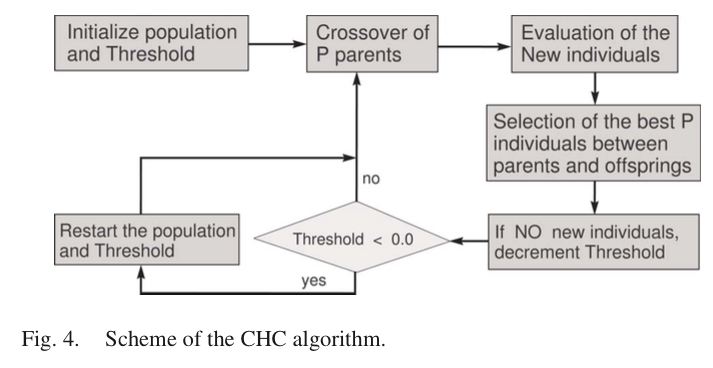 Initialize population
and Threshold
Crossover of
P parents
Evaluation of the
New individuals
Selection of the best P
individuals between
parents and offsprings
If NO new individuals,
decrement Threshold
Threshold < 0.0
no
yes
Restart the population
and Threshold
Fig. 4. Scheme of the CHC algorithm.